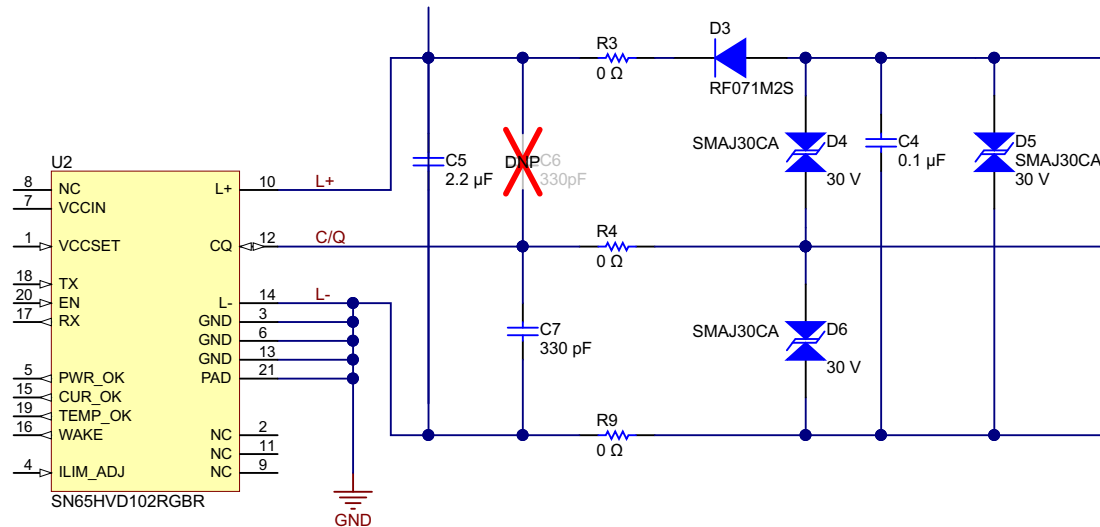 U2
8 NC
7 VCCIN
1 VCCSET
18 TX
20 EN
17 RX
5 PWR_OK
15 CUR_OK
19 TEMP_OK
16 WAKE
4 ILIM_ADJ
L+ 10 L+
CQ 12 C/Q
L- 14 L-
GND 3
GND 6
GND 13
PAD 21
NC 2
NC 11
NC 9
SN65HVD102RGBR
GND
C5
2.2 µF
DNP C6
330pF
C7
330 pF
R3
0 Ω
R4
0 Ω
R9
0 Ω
D3
RF071M2S
SMAJ30CA D4
30 V
C4
0.1 µF
D5
SMAJ30CA
30 V
SMAJ30CA D6
30 V